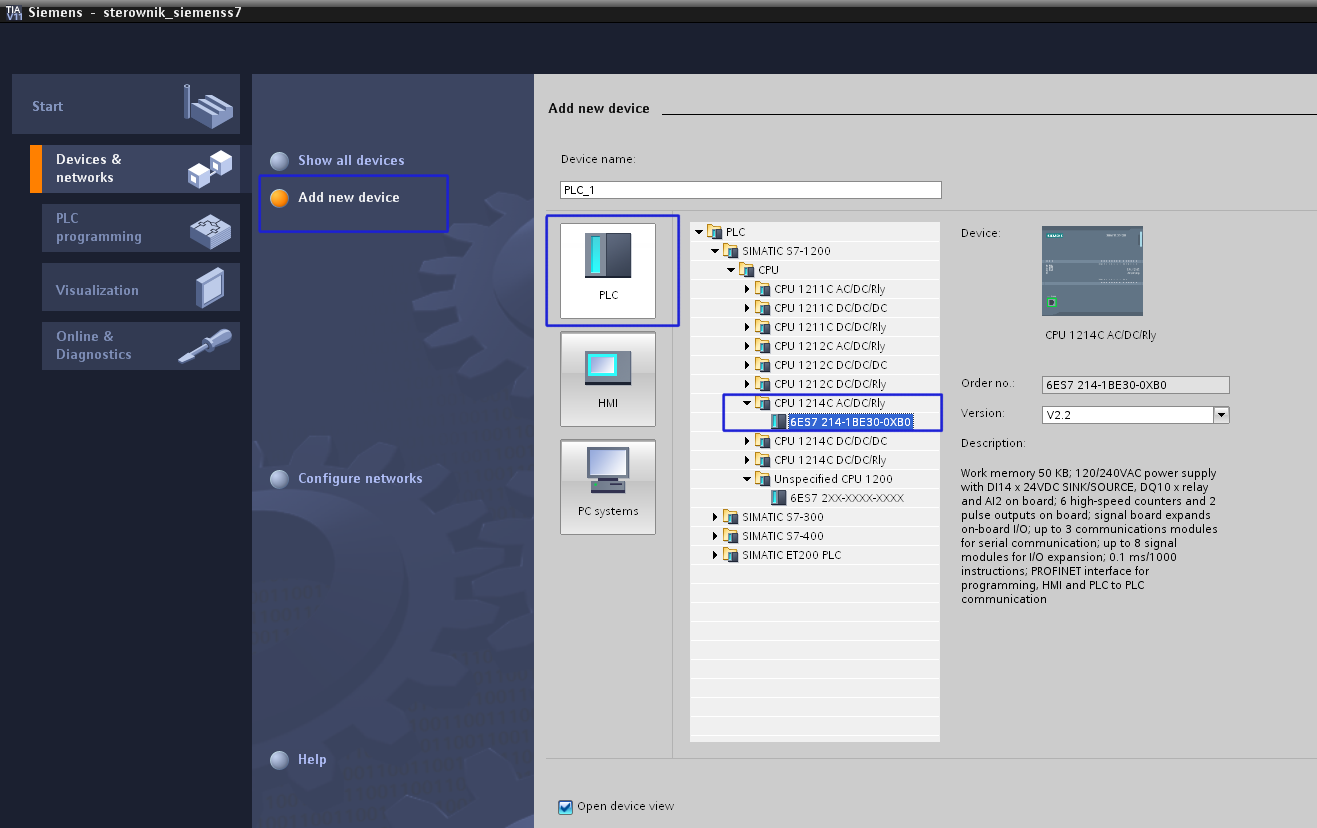 TIA V11 Siemens - sterownik_siemenss7
Start
Devices &
networks
PLC
programming
Visualization
Online &
Diagnostics
Show all devices
Add new device
Configure networks
Help
Add new device
Device name:
PLC_1
PLC
HMI
PC systems
PLC
SIMATIC S7-1200
CPU
CPU 1211C AC/DC/Rly
CPU 1211C DC/DC/DC
CPU 1211C DC/DC/Rly
CPU 1212C AC/DC/Rly
CPU 1212C DC/DC/DC
CPU 1212C DC/DC/Rly
CPU 1214C AC/DC/Rly
6ES7 214-1BE30-0XB0
CPU 1214C DC/DC/DC
CPU 1214C DC/DC/Rly
Unspecified CPU 1200
6ES7 2XX-XXXX-XXXX
SIMATIC S7-300
SIMATIC S7-400
SIMATIC ET200 PLC
Device:
CPU 1214C AC/DC/Rly
Order no.: 6ES7 214-1BE30-0XB0
Version: V2.2
Description:
Work memory 50 KB; 120/240VAC power supply
with DI14 x 24VDC SINK/SOURCE, DQ10 x relay
and AI2 on board; 6 high-speed counters and 2
pulse outputs on board; signal board expands
on-board I/O; up to 3 communications modules
for serial communication; up to 8 signal
modules for I/O expansion; 0.1 ms/1000
instructions; PROFINET interface for
programming, HMI and PLC to PLC
communication
Open device view